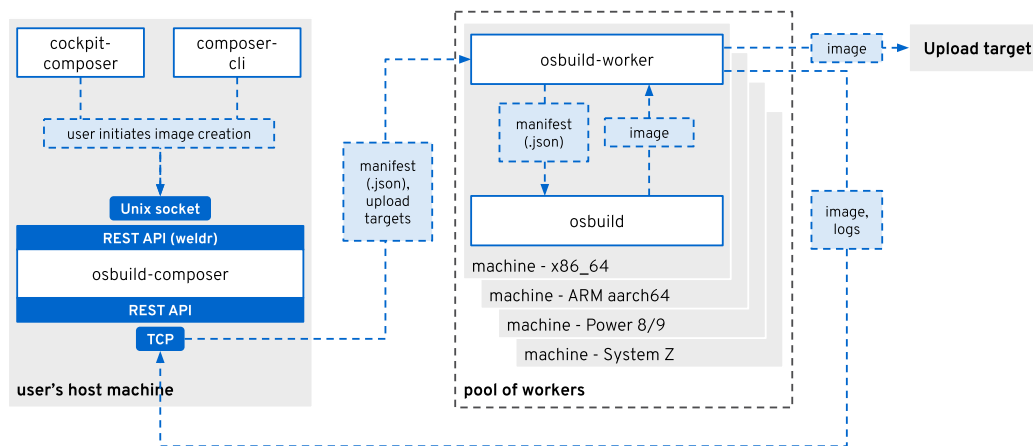 cockpit-
composer
composer-
cli
user initiates image creation
Unix socket
REST API (weldr)
osbuild-composer
REST API
TCP
user's host machine
manifest
(.json),
upload
targets
osbuild-worker
manifest
(.json)
image
osbuild
machine - x86_64
machine - ARM aarch64
machine - Power 8/9
machine - System Z
pool of workers
image
Upload target
image,
logs